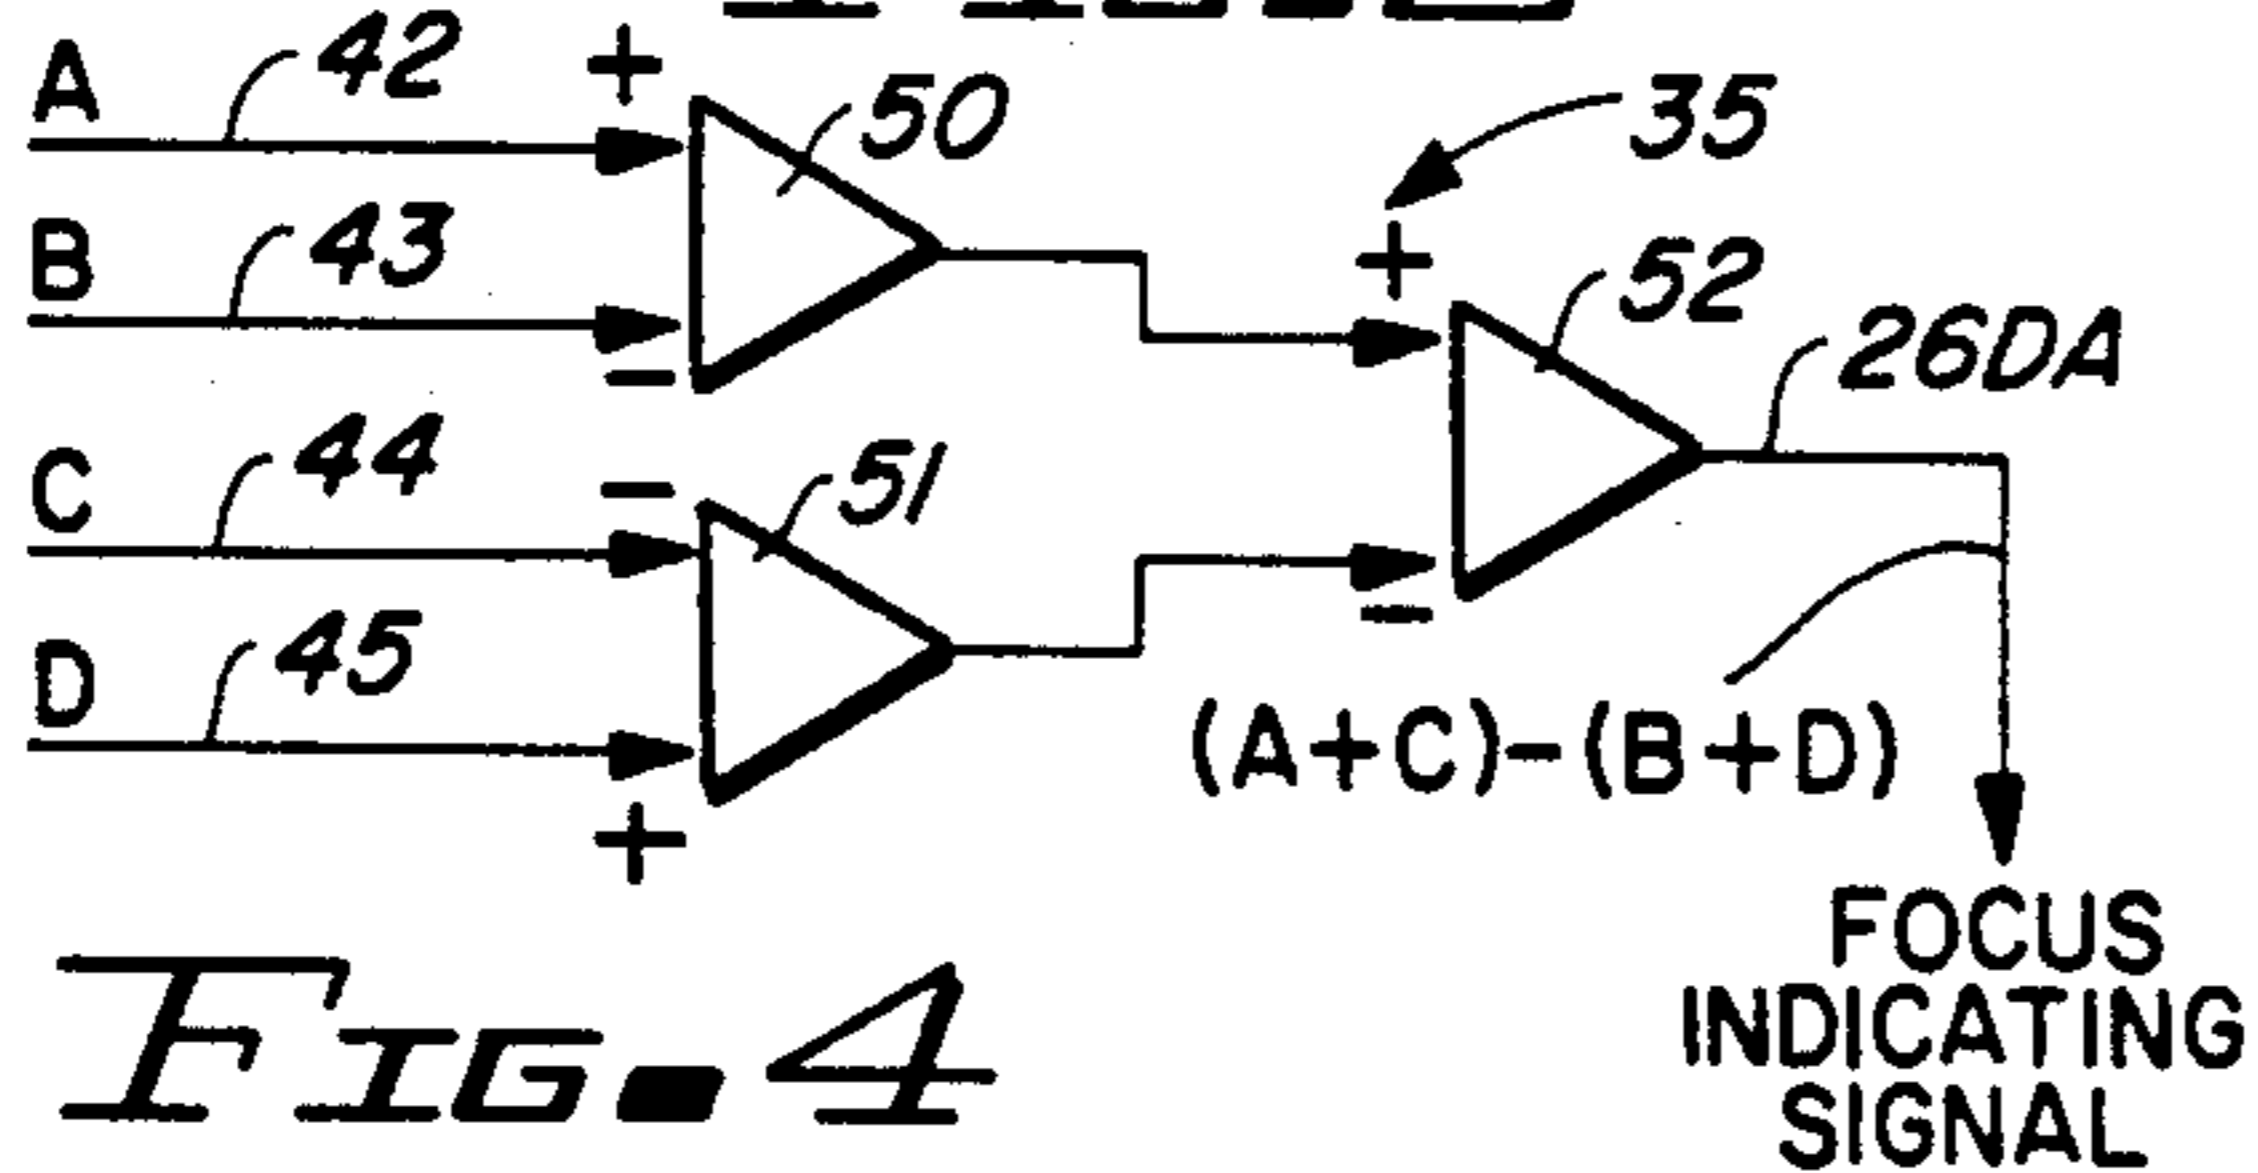 A
42
+
50
35
B
43
-
+
52
26DA
C
44
-
51
-
D
45
+
(A+C)-(B+D)
FOCUS
INDICATING
SIGNAL
FIG. 4